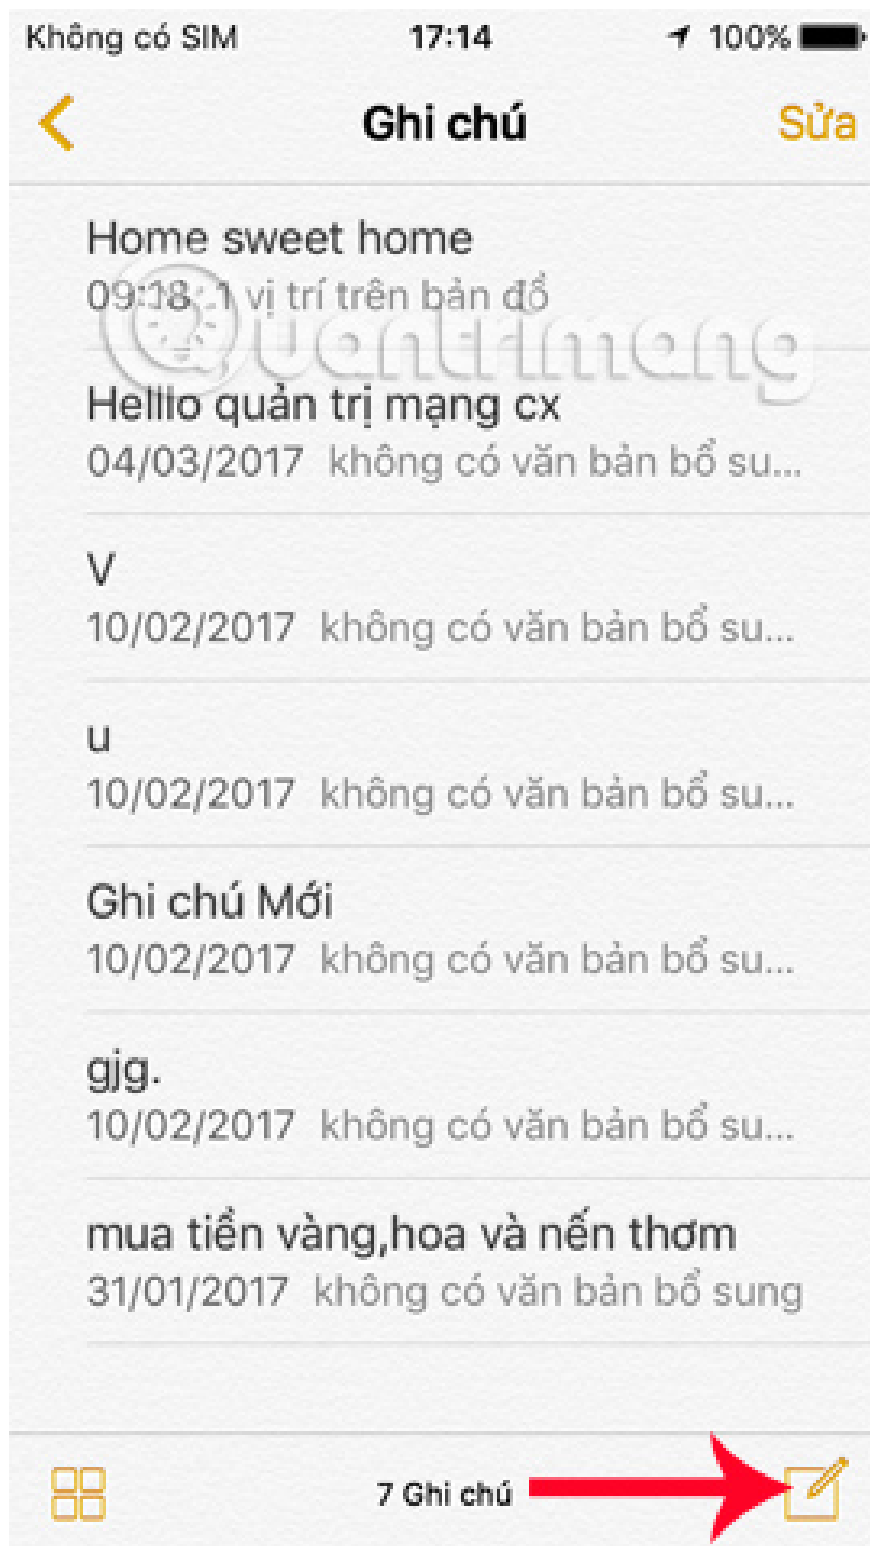 Không có SIM 17:14 100%
Ghi chú Sửa
Home sweet home
09:18 1 vị trí trên bản đồ
Quantrimang
Helllo quản trị mạng cx
04/03/2017 không có văn bản bổ su...
V
10/02/2017 không có văn bản bổ su...
u
10/02/2017 không có văn bản bổ su...
Ghi chú Mới
10/02/2017 không có văn bản bổ su...
gjg.
10/02/2017 không có văn bản bổ su...
mua tiền vàng,hoa và nến thơm
31/01/2017 không có văn bản bổ sung
7 Ghi chú